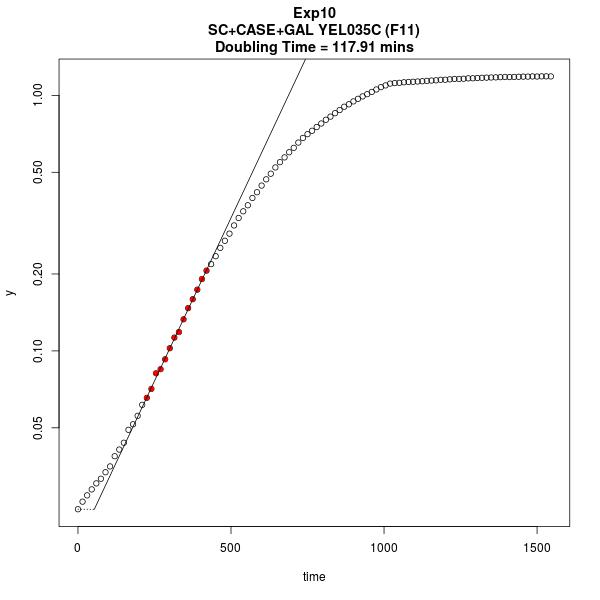 Exp10
SC+CASE+GAL YEL035C (F11)
Doubling Time = 117.91 mins
1.00
0.50
0.20
0.10
0.05
y
0
500
1000
1500
time